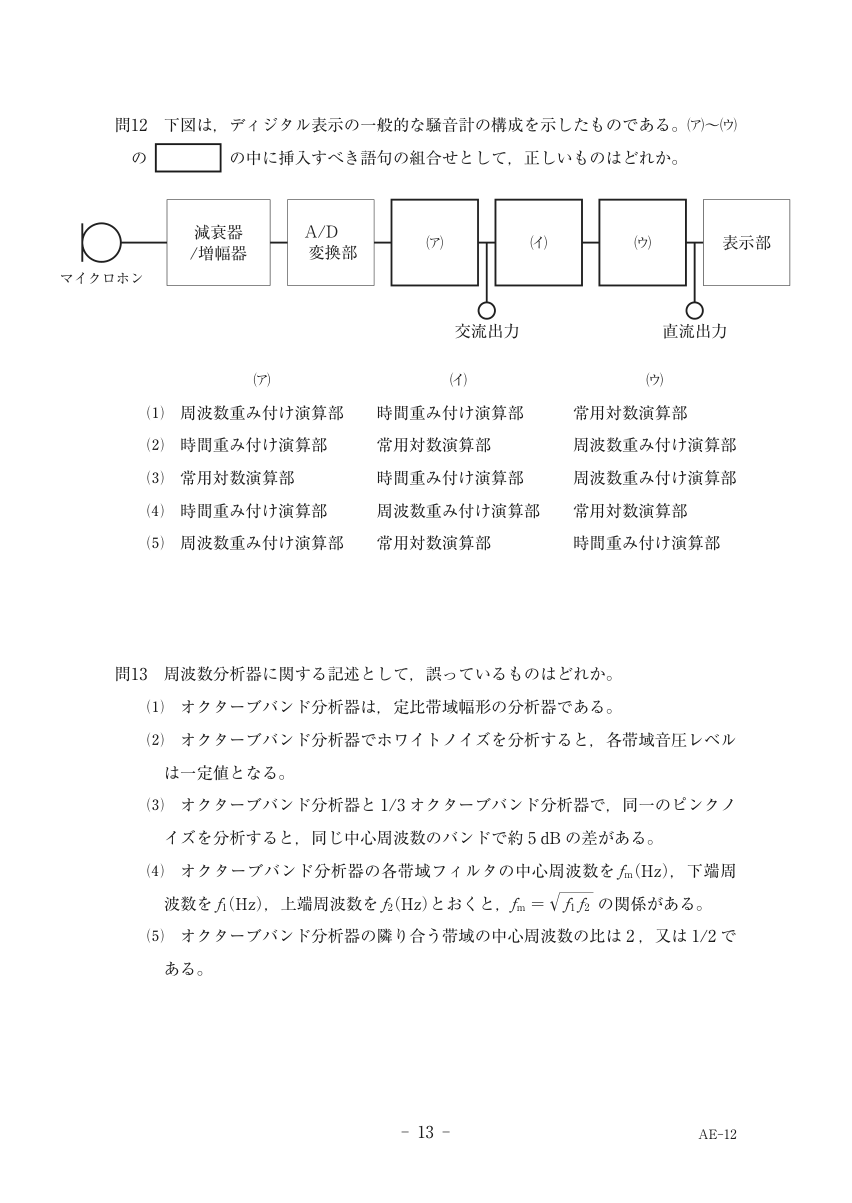 問12　下図は，ディジタル表示の一般的な騒音計の構成を示したものである。㋐～㋒
の　　　　の中に挿入すべき語句の組合せとして，正しいものはどれか。
マイクロホン
減衰器
/増幅器
A/D
変換部
(ア)
(イ)
(ウ)
表示部
交流出力
直流出力
(ア)　(イ)　(ウ)
(1)　周波数重み付け演算部　時間重み付け演算部　常用対数演算部
(2)　時間重み付け演算部　常用対数演算部　周波数重み付け演算部
(3)　常用対数演算部　時間重み付け演算部　周波数重み付け演算部
(4)　時間重み付け演算部　周波数重み付け演算部　常用対数演算部
(5)　周波数重み付け演算部　常用対数演算部　時間重み付け演算部
問13　周波数分析器に関する記述として，誤っているものはどれか。
(1)　オクターブバンド分析器は，定比帯域幅形の分析器である。
(2)　オクターブバンド分析器でホワイトノイズを分析すると，各帯域音圧レベル
は一定値となる。
(3)　オクターブバンド分析器と 1/3 オクターブバンド分析器で，同一のピンクノ
イズを分析すると，同じ中心周波数のバンドで約 5 dB の差がある。
(4)　オクターブバンド分析器の各帯域フィルタの中心周波数を fm(Hz)，下端周
波数を f1(Hz)，上端周波数を f2(Hz)とおくと，fm = √f1 f2 の関係がある。
(5)　オクターブバンド分析器の隣り合う帯域の中心周波数の比は 2 ，又は 1/2 で
ある。
− 13 −
AE−12